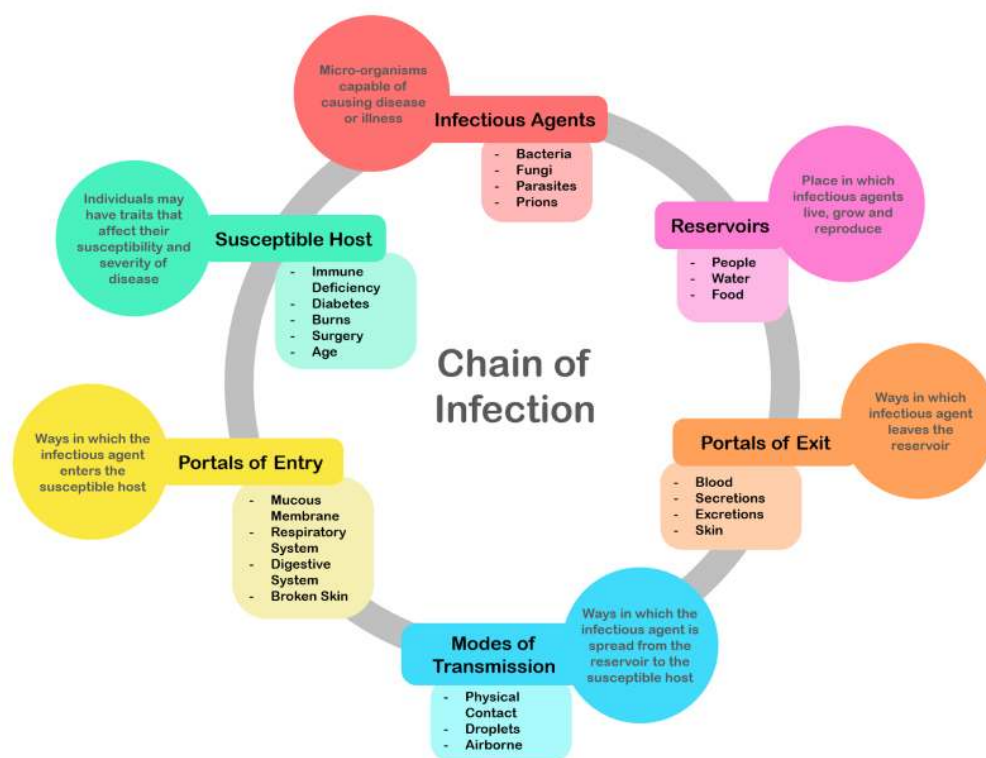 Micro-organisms
capable of
causing disease
or illness
Infectious Agents
- Bacteria
- Fungi
- Parasites
- Prions
Place in which
infectious agents
live, grow and
reproduce
Reservoirs
- People
- Water
- Food
Ways in which
infectious agent
leaves the
reservoir
Portals of Exit
- Blood
- Secretions
- Excretions
- Skin
Ways in which the
infectious agent is
spread from the
reservoir to the
susceptible host
Modes of
Transmission
- Physical
Contact
- Droplets
- Airborne
Ways in which the
infectious agent
enters the
susceptible host
Portals of Entry
- Mucous
Membrane
- Respiratory
System
- Digestive
System
- Broken Skin
Individuals may
have traits that
affect their
susceptibility and
severity of
disease
Susceptible Host
- Immune
Deficiency
- Diabetes
- Burns
- Surgery
- Age
Chain of
Infection